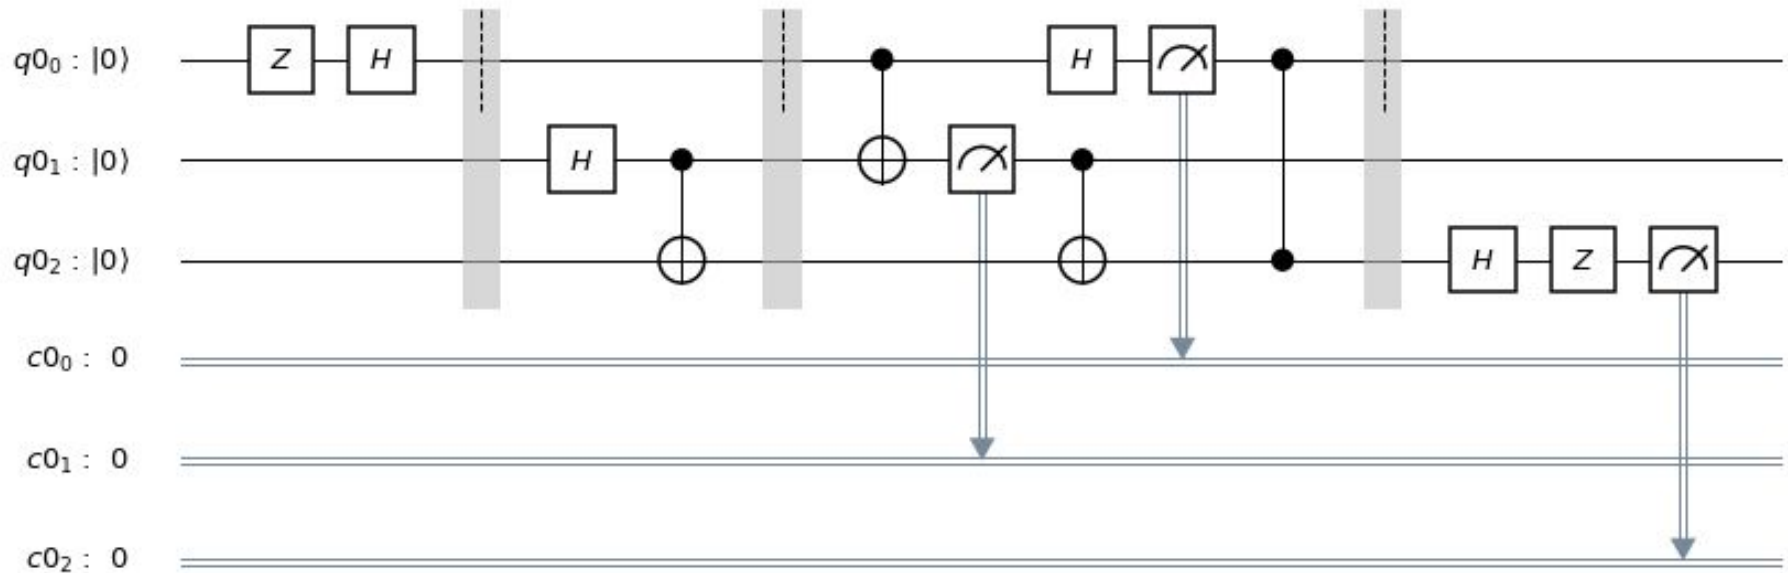 q0₀ : |0⟩ Z H H
q0₁ : |0⟩ H
q0₂ : |0⟩ H Z
c0₀ : 0
c0₁ : 0
c0₂ : 0